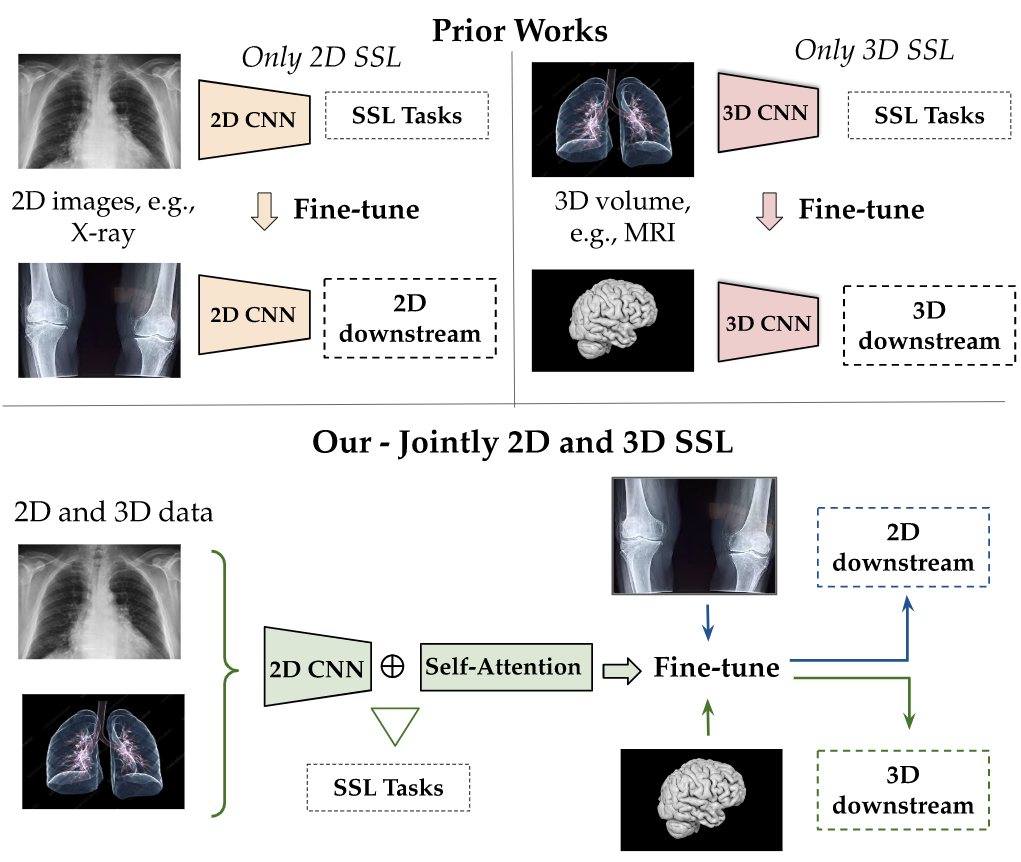 Prior Works
Only 2D SSL
2D CNN
SSL Tasks
2D images, e.g.,
X-ray
Fine-tune
2D CNN
2D
downstream
Only 3D SSL
3D CNN
SSL Tasks
3D volume,
e.g., MRI
Fine-tune
3D CNN
3D
downstream
Our - Jointly 2D and 3D SSL
2D and 3D data
2D CNN
⊕
Self-Attention
SSL Tasks
Fine-tune
2D
downstream
3D
downstream